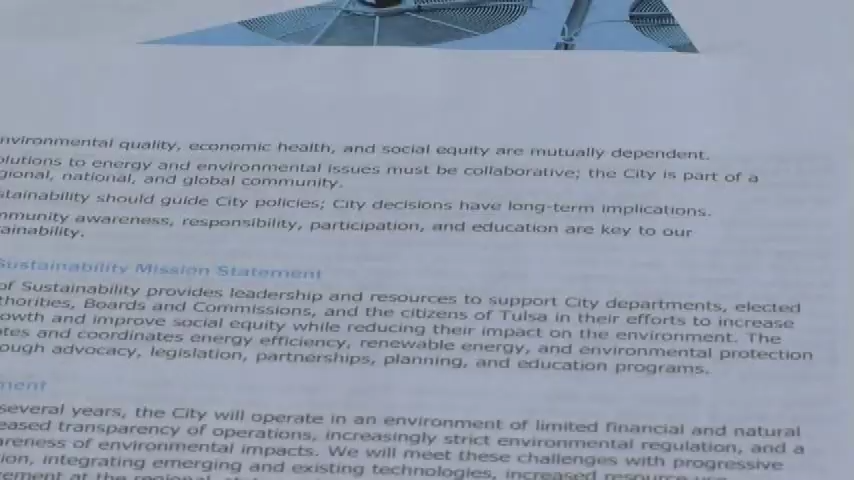 nvironmental quality, economic health, and social equity are mutually dependent.
olutions to energy and environmental issues must be collaborative; the City is part of a
gional, national, and global community.
stainability should guide City policies; City decisions have long-term implications.
mmunity awareness, responsibility, participation, and education are key to our
ainability.
Sustainability Mission Statement
of Sustainability provides leadership and resources to support City departments, elected
thorities, Boards and Commissions, and the citizens of Tulsa in their efforts to increase
owth and improve social equity while reducing their impact on the environment. The
ates and coordinates energy efficiency, renewable energy, and environmental protection
ough advocacy, legislation, partnerships, planning, and education programs.
ment
several years, the City will operate in an environment of limited financial and natural
eased transparency of operations, increasingly strict environmental regulation, and a
areness of environmental impacts. We will meet these challenges with progressive
ion, integrating emerging and existing technologies, increased resource use
ement at the regional,